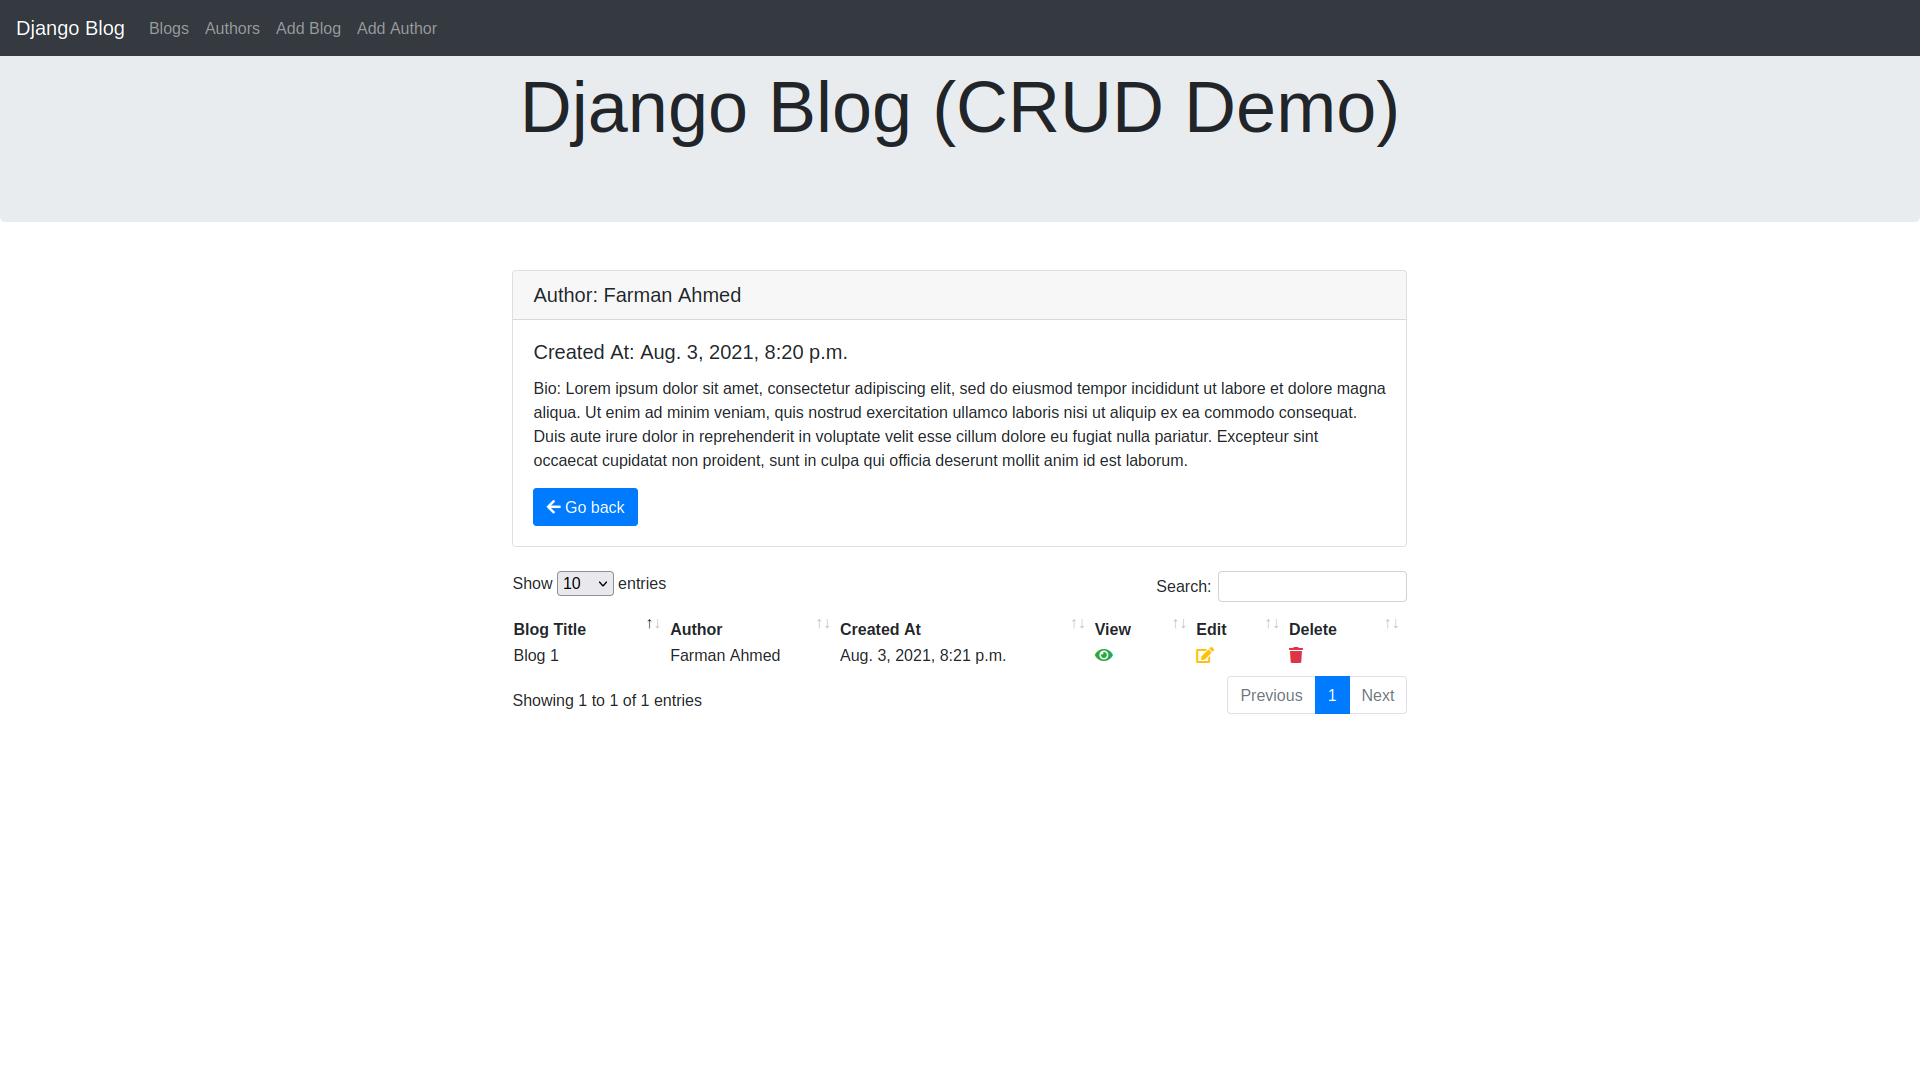 Django Blog Blogs Authors Add Blog Add Author
Django Blog (CRUD Demo)
Author: Farman Ahmed
Created At: Aug. 3, 2021, 8:20 p.m.
Bio: Lorem ipsum dolor sit amet, consectetur adipiscing elit, sed do eiusmod tempor incididunt ut labore et dolore magna
aliqua. Ut enim ad minim veniam, quis nostrud exercitation ullamco laboris nisi ut aliquip ex ea commodo consequat.
Duis aute irure dolor in reprehenderit in voluptate velit esse cillum dolore eu fugiat nulla pariatur. Excepteur sint
occaecat cupidatat non proident, sunt in culpa qui officia deserunt mollit anim id est laborum.
Go back
Show 10 entries Search:
Blog Title ↑↓ Author ↑↓ Created At ↑↓ View ↑↓ Edit ↑↓ Delete ↑↓
Blog 1 Farman Ahmed Aug. 3, 2021, 8:21 p.m.
Showing 1 to 1 of 1 entries Previous 1 Next